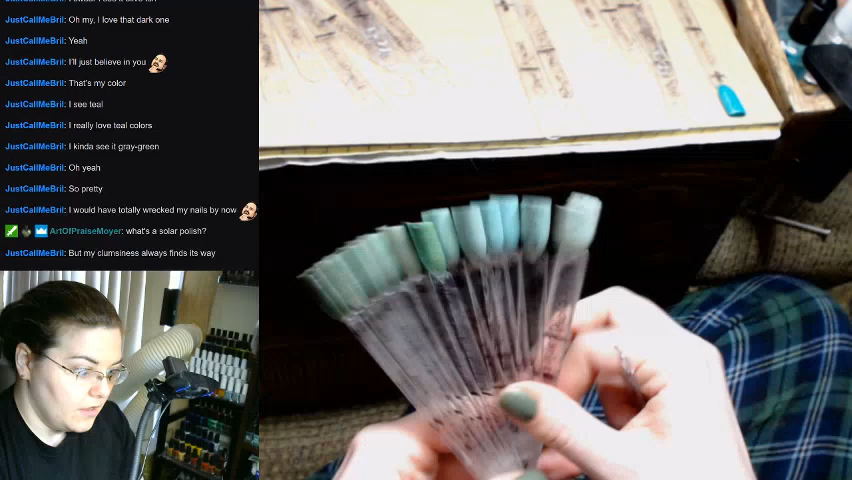 JustCallMeBril: Oh my, I love that dark one
JustCallMeBril: Yeah
JustCallMeBril: I'll just believe in you
JustCallMeBril: That's my color
JustCallMeBril: I see teal
JustCallMeBril: I really love teal colors
JustCallMeBril: I kinda see it gray-green
JustCallMeBril: Oh yeah
JustCallMeBril: So pretty
JustCallMeBril: I would have totally wrecked my nails by now
ArtOfPraiseMoyer: what's a solar polish?
JustCallMeBril: But my clumsiness always finds its way